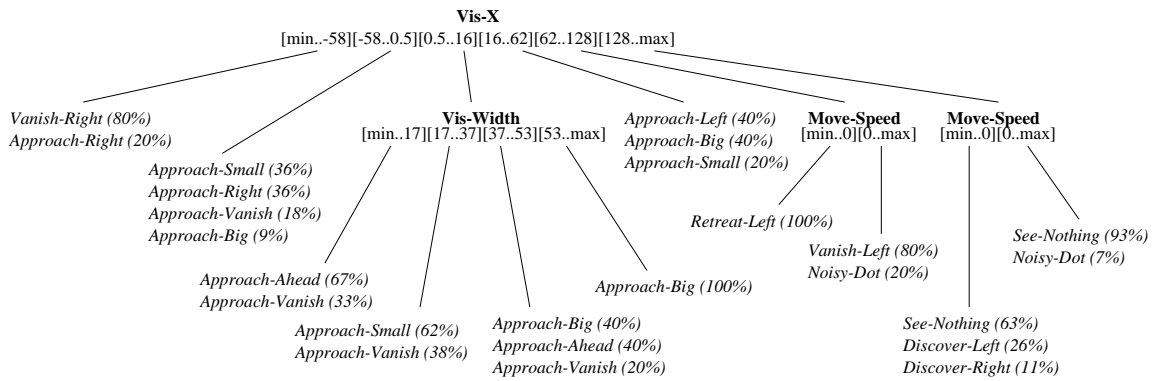 Vis-X
[min..-58][-58..0.5][0.5..16][16..62][62..128][128..max]
Vanish-Right (80%)
Approach-Right (20%)
Approach-Small (36%)
Approach-Right (36%)
Approach-Vanish (18%)
Approach-Big (9%)
Vis-Width
[min..17][17..37][37..53][53..max]
Approach-Ahead (67%)
Approach-Vanish (33%)
Approach-Small (62%)
Approach-Vanish (38%)
Approach-Big (40%)
Approach-Ahead (40%)
Approach-Vanish (20%)
Approach-Big (100%)
Approach-Left (40%)
Approach-Big (40%)
Approach-Small (20%)
Move-Speed
[min..0][0..max]
Retreat-Left (100%)
Vanish-Left (80%)
Noisy-Dot (20%)
Move-Speed
[min..0][0..max]
See-Nothing (63%)
Discover-Left (26%)
Discover-Right (11%)
See-Nothing (93%)
Noisy-Dot (7%)